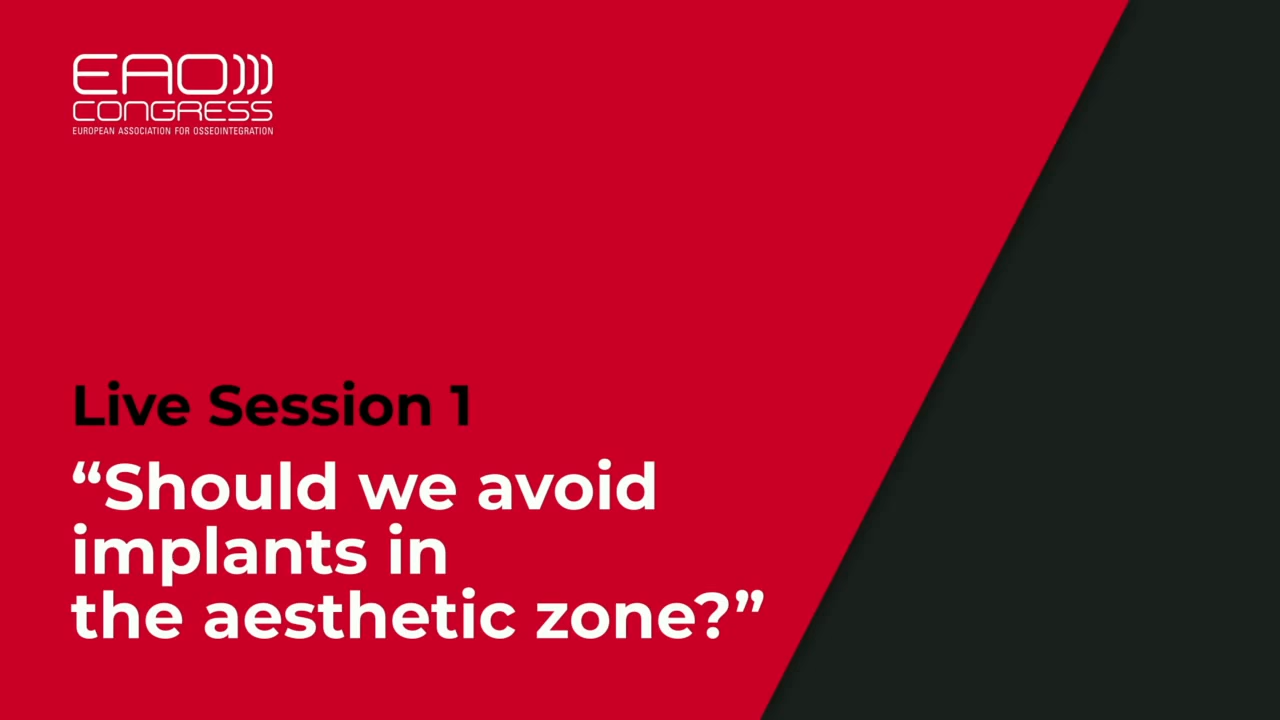 EAO
CONGRESS
EUROPEAN ASSOCIATION FOR OSSEOINTEGRATION
Live Session 1
“Should we avoid
implants in
the aesthetic zone?”